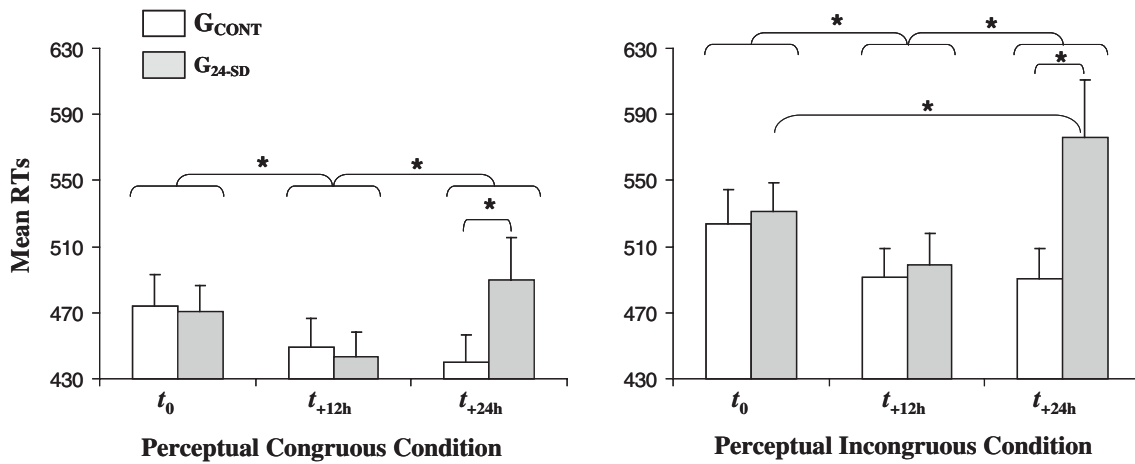 G_CONT
G_24-SD
Mean RTs
630
590
550
510
470
430
* * *
t_0 t_+12h t_+24h
Perceptual Congruous Condition
630
590
550
510
470
430
* * * *
t_0 t_+12h t_+24h
Perceptual Incongruous Condition